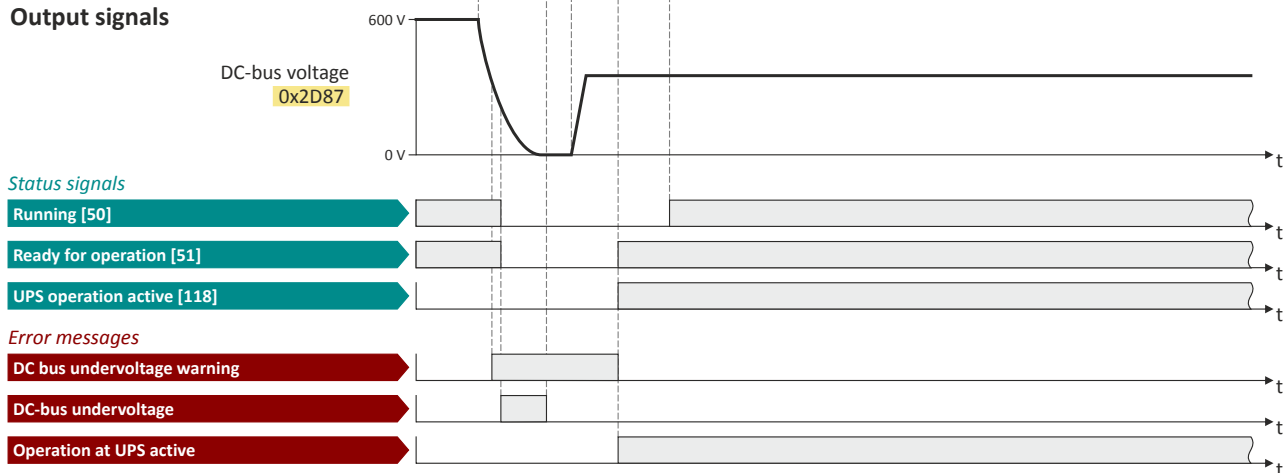 Output signals
600 V
DC-bus voltage
0x2D87
0 V
t
Status signals
Running [50]
t
Ready for operation [51]
t
UPS operation active [118]
t
Error messages
DC bus undervoltage warning
t
DC-bus undervoltage
t
Operation at UPS active
t